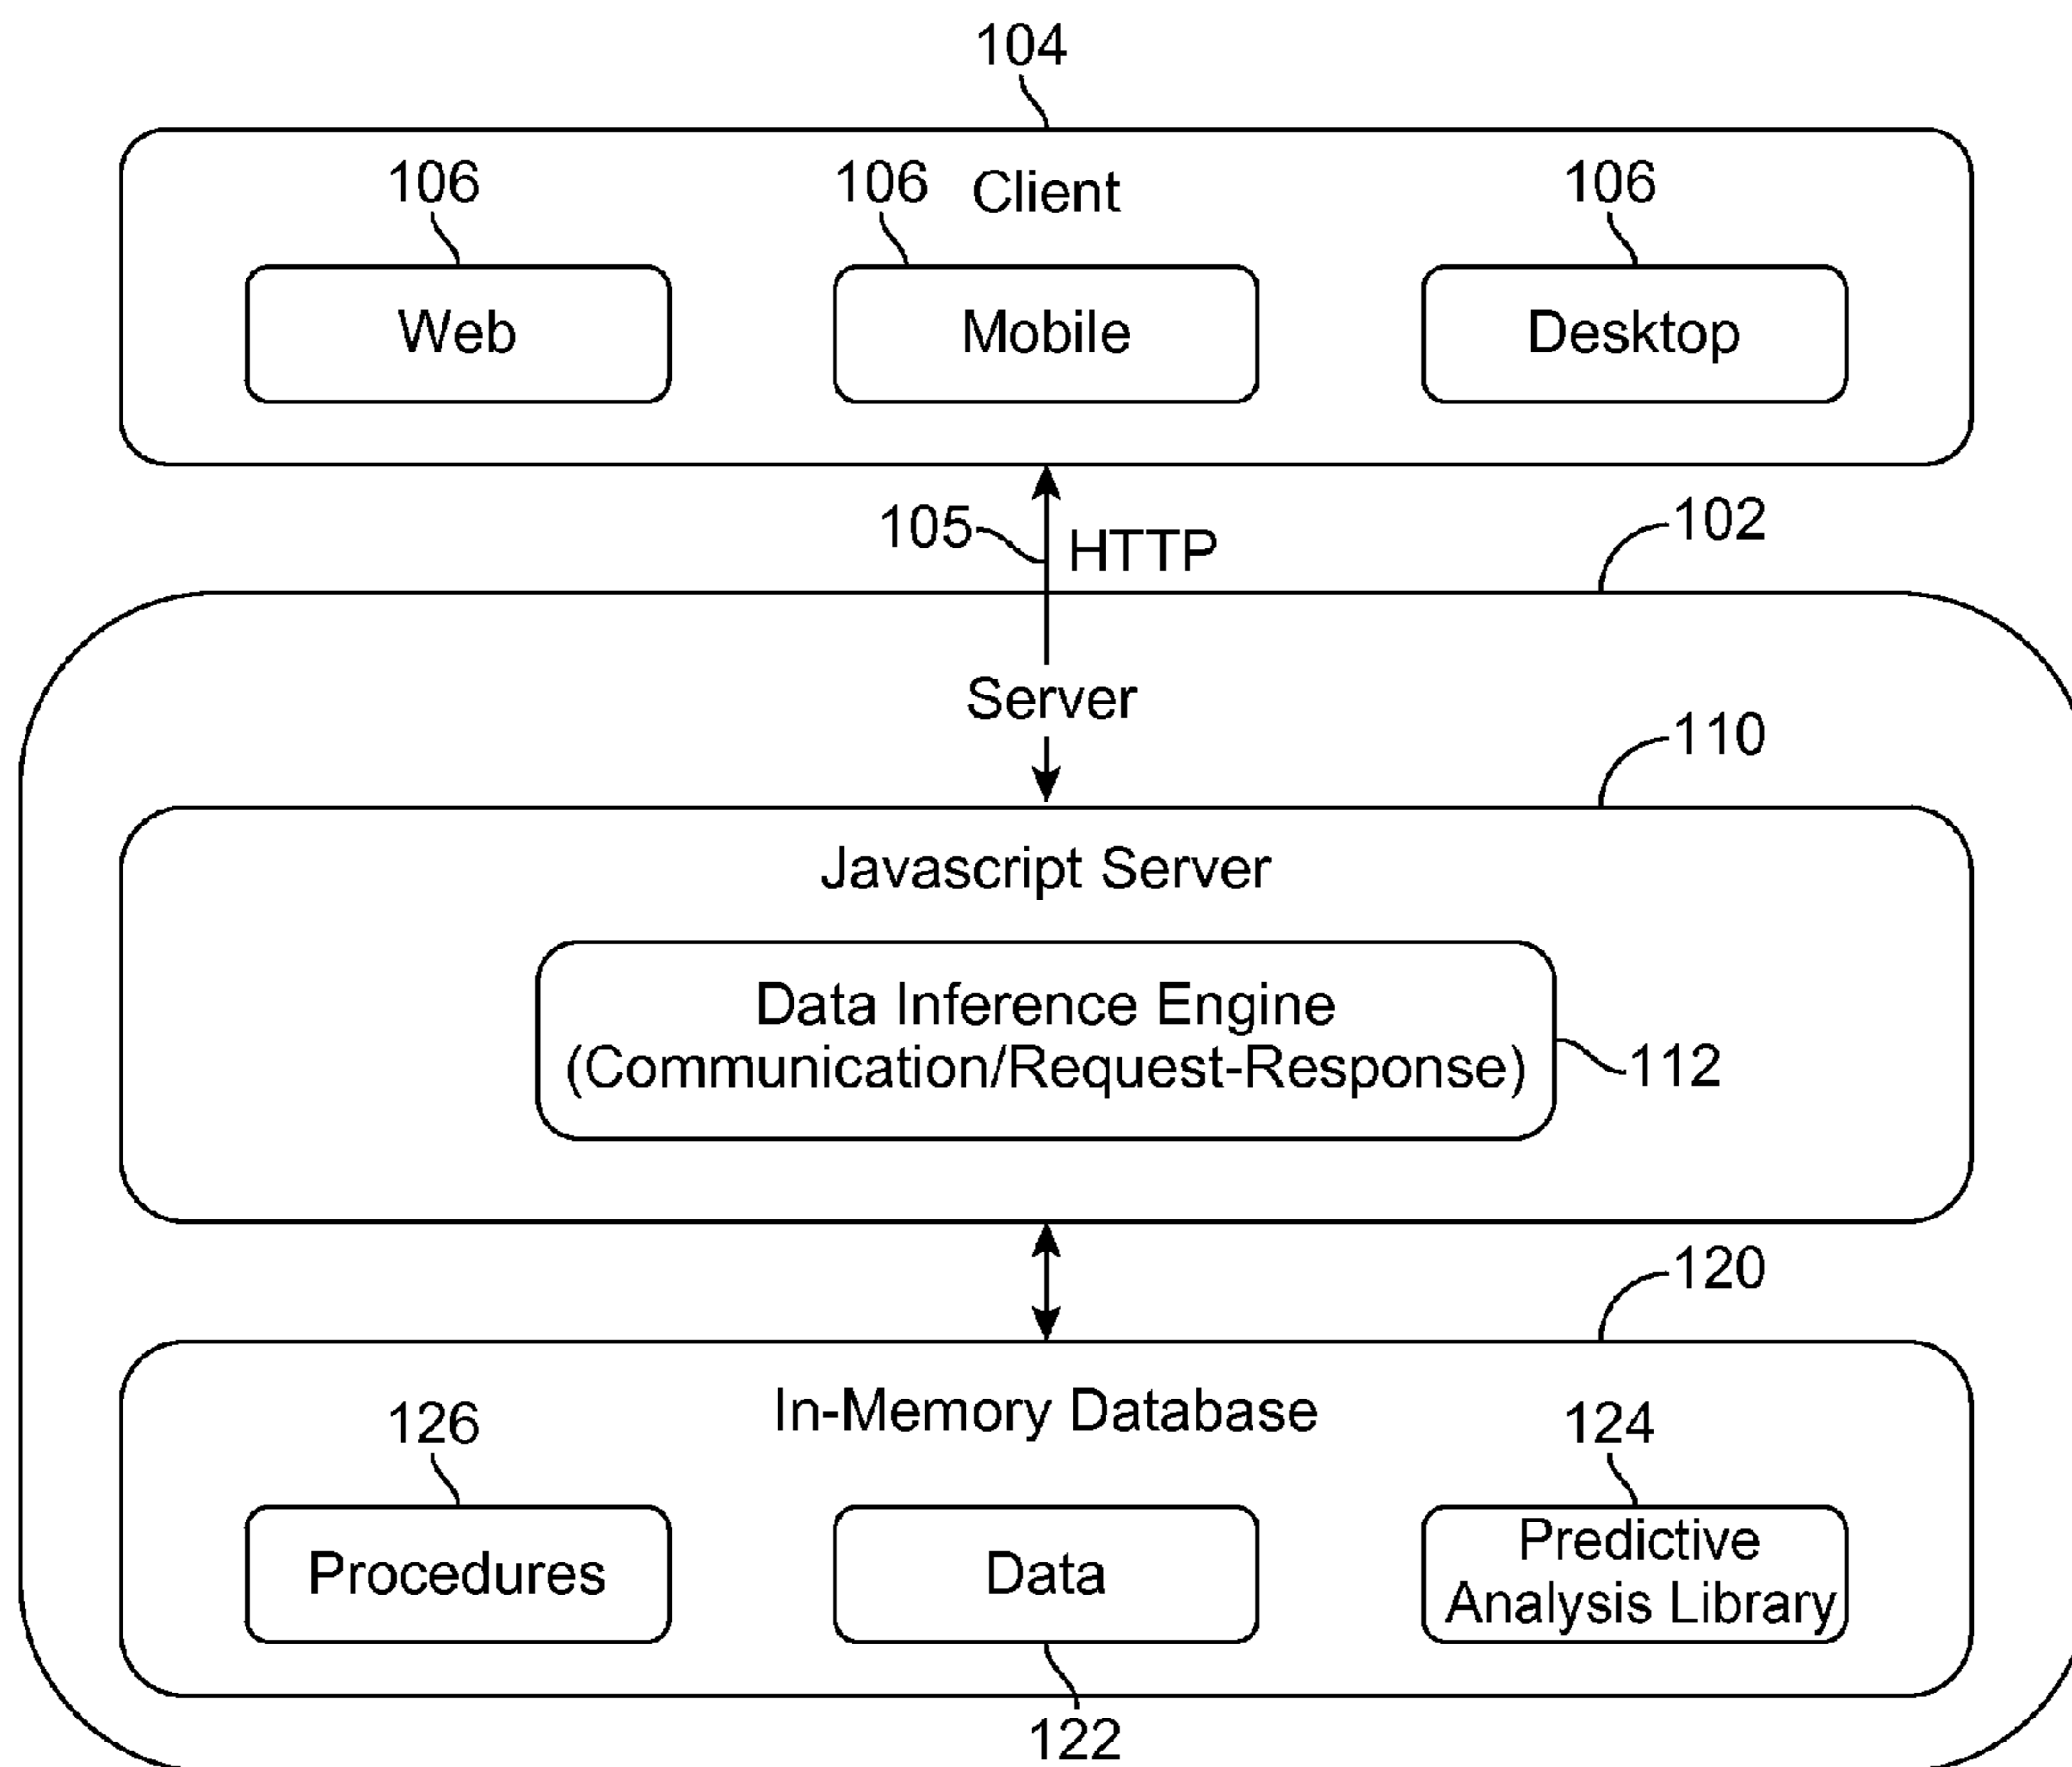 104
106
106
Client
106
Web
Mobile
Desktop
105
HTTP
102
Server
110
Javascript Server
Data Inference Engine
(Communication/Request-Response)
112
120
In-Memory Database
126
124
Procedures
Data
Predictive
Analysis Library
122